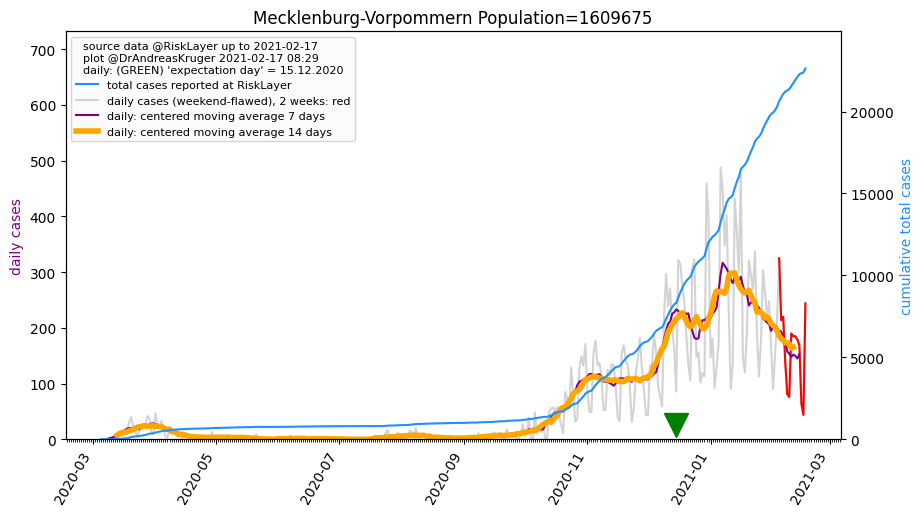 Mecklenburg-Vorpommern Population=1609675
source data @RiskLayer up to 2021-02-17
plot @DrAndreasKruger 2021-02-17 08:29
daily: (GREEN) 'expectation day' = 15.12.2020
total cases reported at RiskLayer
daily cases (weekend-flawed), 2 weeks: red
daily: centered moving average 7 days
daily: centered moving average 14 days
daily cases
700
600
500
400
300
200
100
0
cumulative total cases
20000
15000
10000
5000
0
2020-03
2020-05
2020-07
2020-09
2020-11
2021-01
2021-03